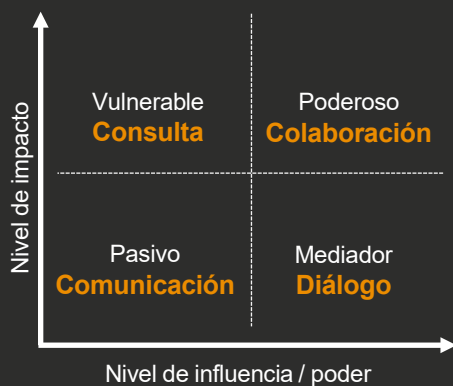 Nivel de impacto
Vulnerable
Consulta
Poderoso
Colaboración
Pasivo
Comunicación
Mediador
Diálogo
Nivel de influencia / poder